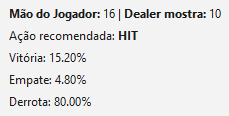 Mão do Jogador: 16 | Dealer mostra: 10
Ação recomendada: HIT
Vitória: 15.20%
Empate: 4.80%
Derrota: 80.00%